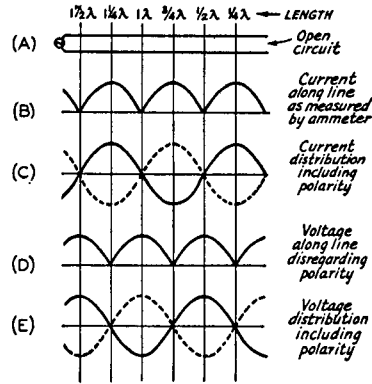 1½λ 1¼λ 1λ ¾λ ½λ ¼λ ← LENGTH
(A)
Open
circuit
(B)
Current
along line
as measured
by ammeter
(C)
Current
distribution
including
polarity
(D)
Voltage
along line
disregarding
polarity
(E)
Voltage
distribution
including
polarity